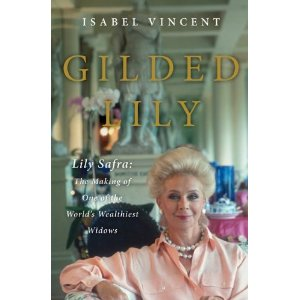 ISABEL VINCENT
GILDED
LILY
Lily Safra:
The Making of
One of the
World's Wealthiest
Widows